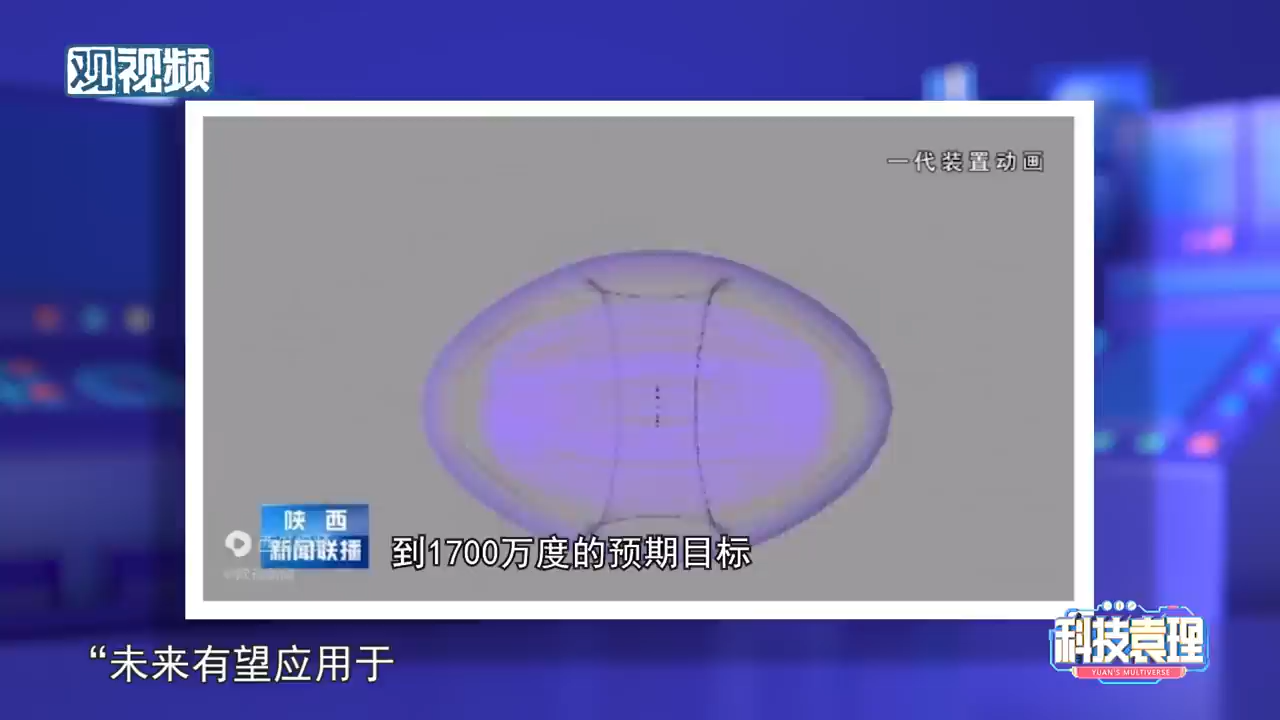 观视频
一代装置动画
陕西
新闻联播
到1700万度的预期目标
科技袁理
YUAN'S MULTIVERSE
“未来有望应用于